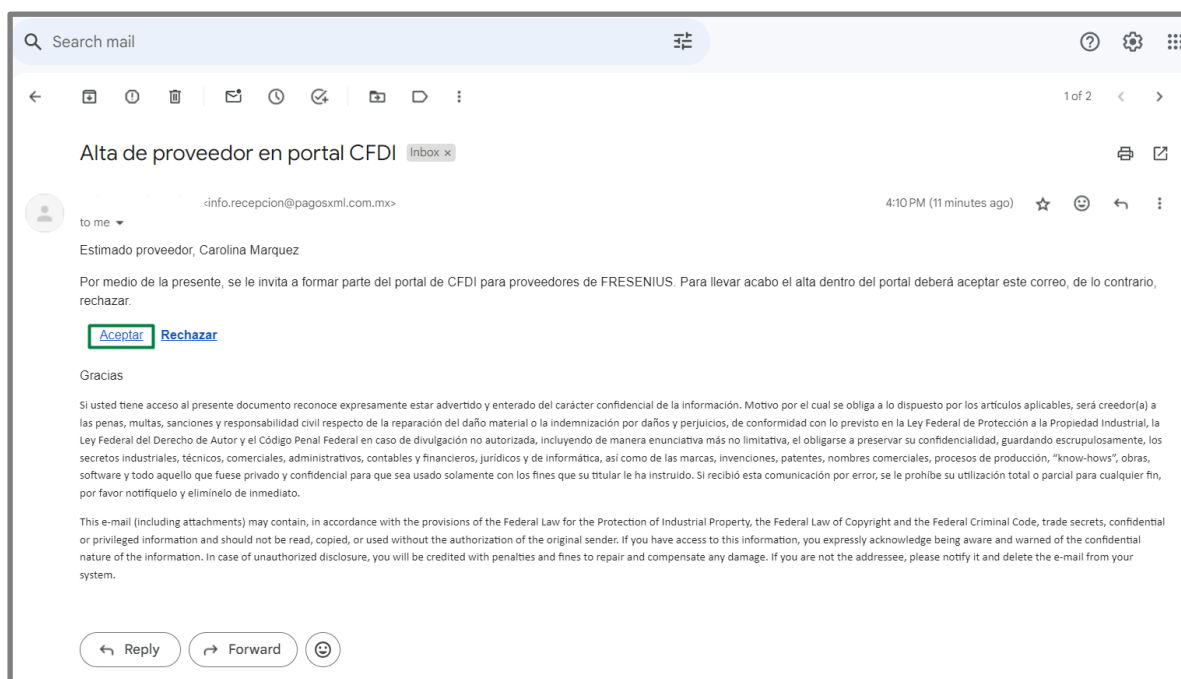 Search mail
1 of 2
Alta de proveedor en portal CFDI Inbox ×
<info.recepcion@pagosxml.com.mx> 4:10 PM (11 minutes ago)
to me
Estimado proveedor, Carolina Marquez
Por medio de la presente, se le invita a formar parte del portal de CFDI para proveedores de FRESENIUS. Para llevar acabo el alta dentro del portal deberá aceptar este correo, de lo contrario,
rechazar.
Aceptar Rechazar
Gracias
Si usted tiene acceso al presente documento reconoce expresamente estar advertido y enterado del carácter confidencial de la información. Motivo por el cual se obliga a lo dispuesto por los artículos aplicables, será creedor(a) a
las penas, multas, sanciones y responsabilidad civil respecto de la reparación del daño material o la indemnización por daños y perjuicios, de conformidad con lo previsto en la Ley Federal de Protección a la Propiedad Industrial, la
Ley Federal del Derecho de Autor y el Código Penal Federal en caso de divulgación no autorizada, incluyendo de manera enunciativa más no limitativa, el obligarse a preservar su confidencialidad, guardando escrupulosamente, los
secretos industriales, técnicos, comerciales, administrativos, contables y financieros, jurídicos y de informática, así como de las marcas, invenciones, patentes, nombres comerciales, procesos de producción, “know-hows”, obras,
software y todo aquello que fuese privado y confidencial para que sea usado solamente con los fines que su titular le ha instruido. Si recibió esta comunicación por error, se le prohíbe su utilización total o parcial para cualquier fin,
por favor notifíquelo y elimínelo de inmediato.
This e-mail (including attachments) may contain, in accordance with the provisions of the Federal Law for the Protection of Industrial Property, the Federal Law of Copyright and the Federal Criminal Code, trade secrets, confidential
or privileged information and should not be read, copied, or used without the authorization of the original sender. If you have access to this information, you expressly acknowledge being aware and warned of the confidential
nature of the information. In case of unauthorized disclosure, you will be credited with penalties and fines to repair and compensate any damage. If you are not the addressee, please notify it and delete the e-mail from your
system.
Reply Forward